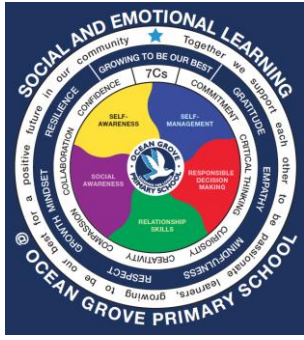 SOCIAL AND EMOTIONAL LEARNING
@ OCEAN GROVE PRIMARY SCHOOL
Together we support each other to be passionate learners, growing to be our best for a positive future in our community
GROWING TO BE OUR BEST
GRATITUDE
EMPATHY
MINDFULNESS
RESPECT
GROWTH MINDSET
RESILIENCE
7Cs
COMMITMENT
CRITICAL THINKING
CURIOSITY
CREATIVITY
COMPASSION
COLLABORATION
CONFIDENCE
SELF-
AWARENESS
SELF-
MANAGEMENT
RESPONSIBLE
DECISION
MAKING
RELATIONSHIP
SKILLS
SOCIAL
AWARENESS
OCEAN GROVE
PRIMARY SCHOOL